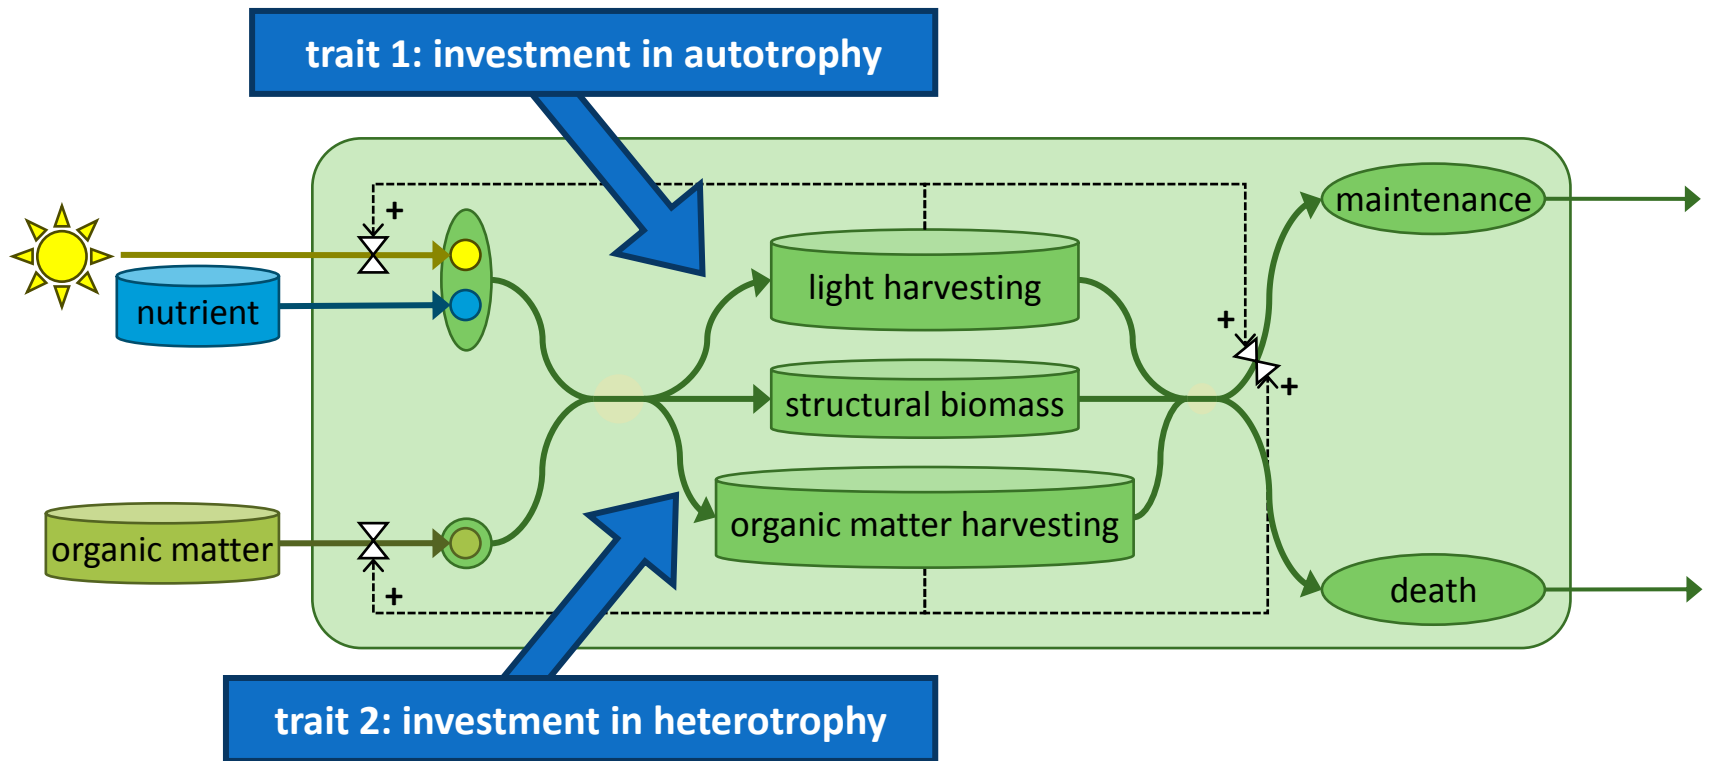 trait 1: investment in autotrophy
+
maintenance
nutrient
light harvesting
+
structural biomass
+
organic matter
organic matter harvesting
+
death
trait 2: investment in heterotrophy